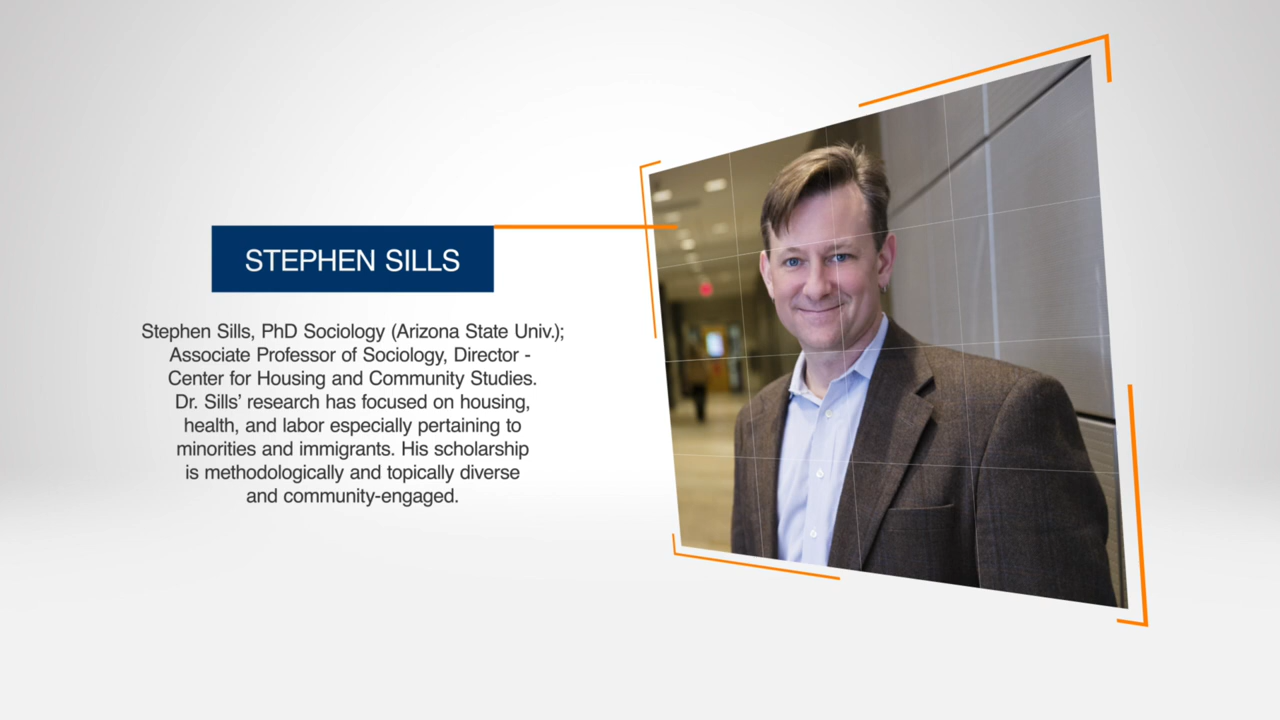 STEPHEN SILLS
Stephen Sills, PhD Sociology (Arizona State Univ.);
Associate Professor of Sociology, Director -
Center for Housing and Community Studies.
Dr. Sills’ research has focused on housing,
health, and labor especially pertaining to
minorities and immigrants. His scholarship
is methodologically and topically diverse
and community-engaged.